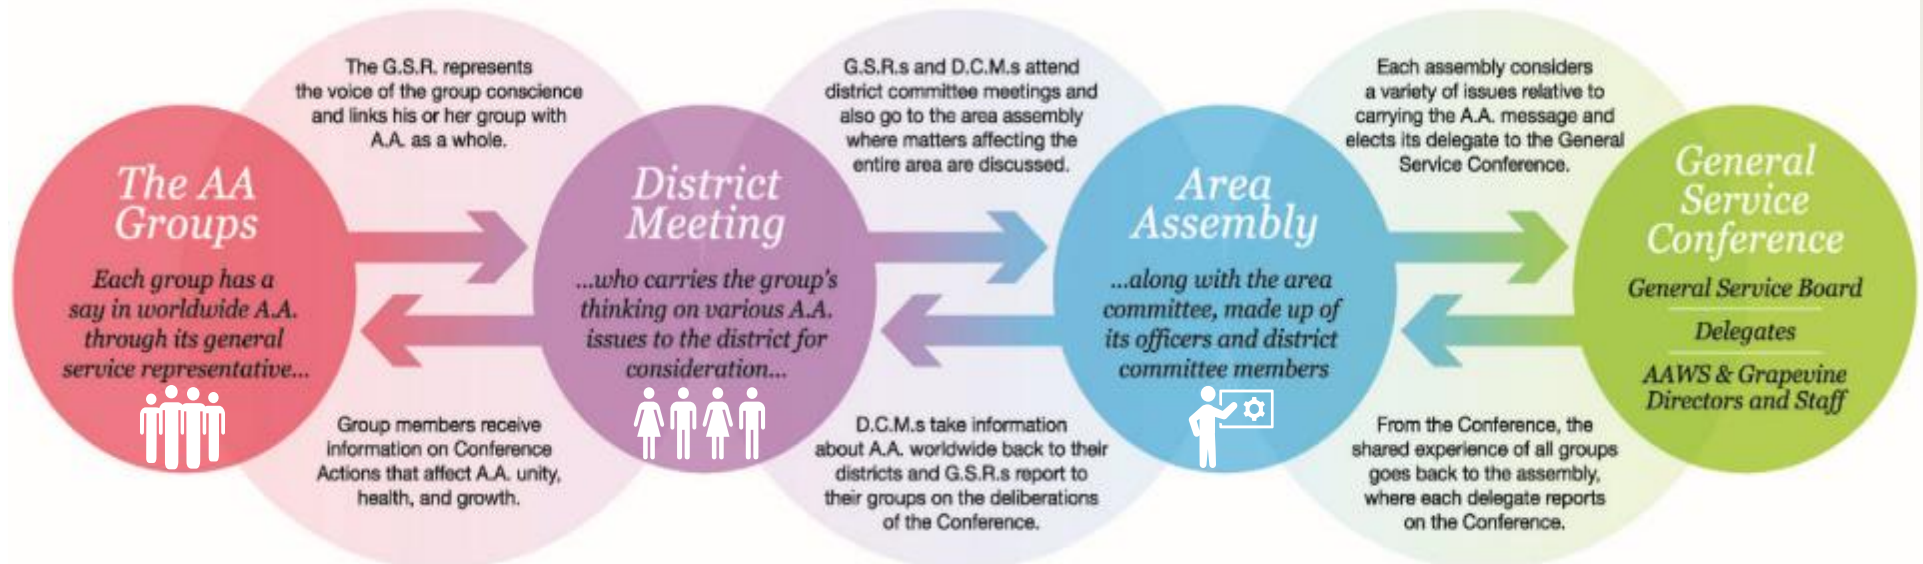 The G.S.R. represents
the voice of the group conscience
and links his or her group with
A.A. as a whole.
G.S.R.s and D.C.M.s attend
district committee meetings and
also go to the area assembly
where matters affecting the
entire area are discussed.
Each assembly considers
a variety of issues relative to
carrying the A.A. message and
elects its delegate to the General
Service Conference.
The AA
Groups
Each group has a
say in worldwide A.A.
through its general
service representative...
District
Meeting
...who carries the group's
thinking on various A.A.
issues to the district for
consideration...
Area
Assembly
...along with the area
committee, made up of
its officers and district
committee members
General
Service
Conference
General Service Board
Delegates
AAWS & Grapevine
Directors and Staff
Group members receive
information on Conference
Actions that affect A.A. unity,
health, and growth.
D.C.M.s take information
about A.A. worldwide back to their
districts and G.S.R.s report to
their groups on the deliberations
of the Conference.
From the Conference, the
shared experience of all groups
goes back to the assembly,
where each delegate reports
on the Conference.